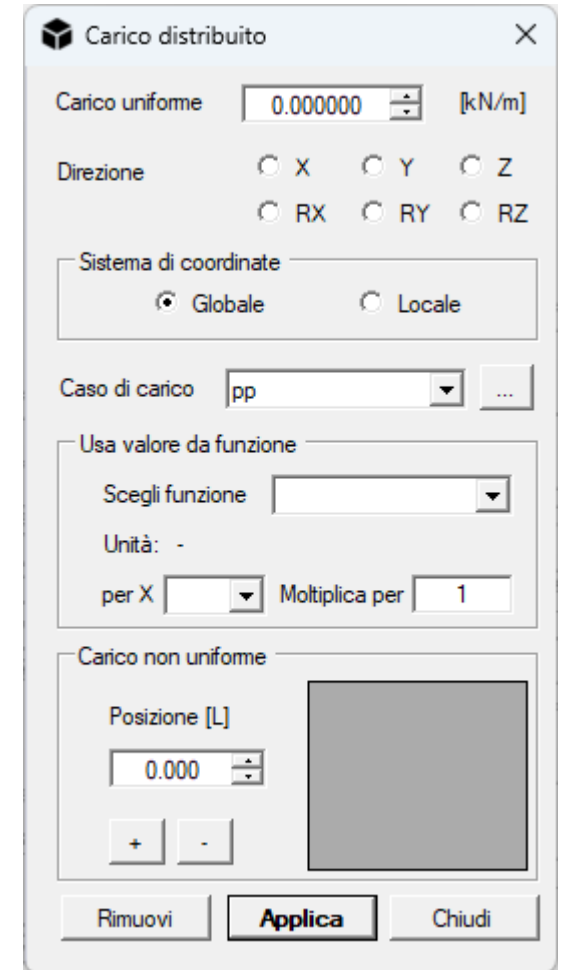 Carico distribuito
Carico uniforme 0.000000 [kN/m]
Direzione X Y Z
RX RY RZ
Sistema di coordinate
Globale Locale
Caso di carico pp ...
Usa valore da funzione
Scegli funzione
Unità: -
per X Moltiplica per 1
Carico non uniforme
Posizione [L]
0.000
+ -
Rimuovi Applica Chiudi